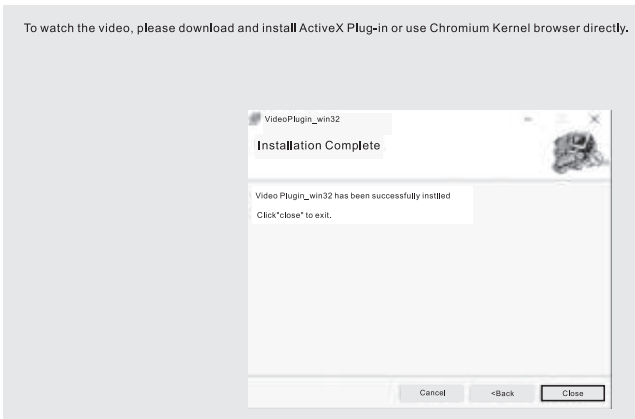 To watch the video, please download and install ActiveX Plug-in or use Chromium Kernel browser directly.
VideoPlugin_win32
Installation Complete
Video Plugin_win32 has been successfully instlled
Click"close" to exit.
Cancel
<Back
Close